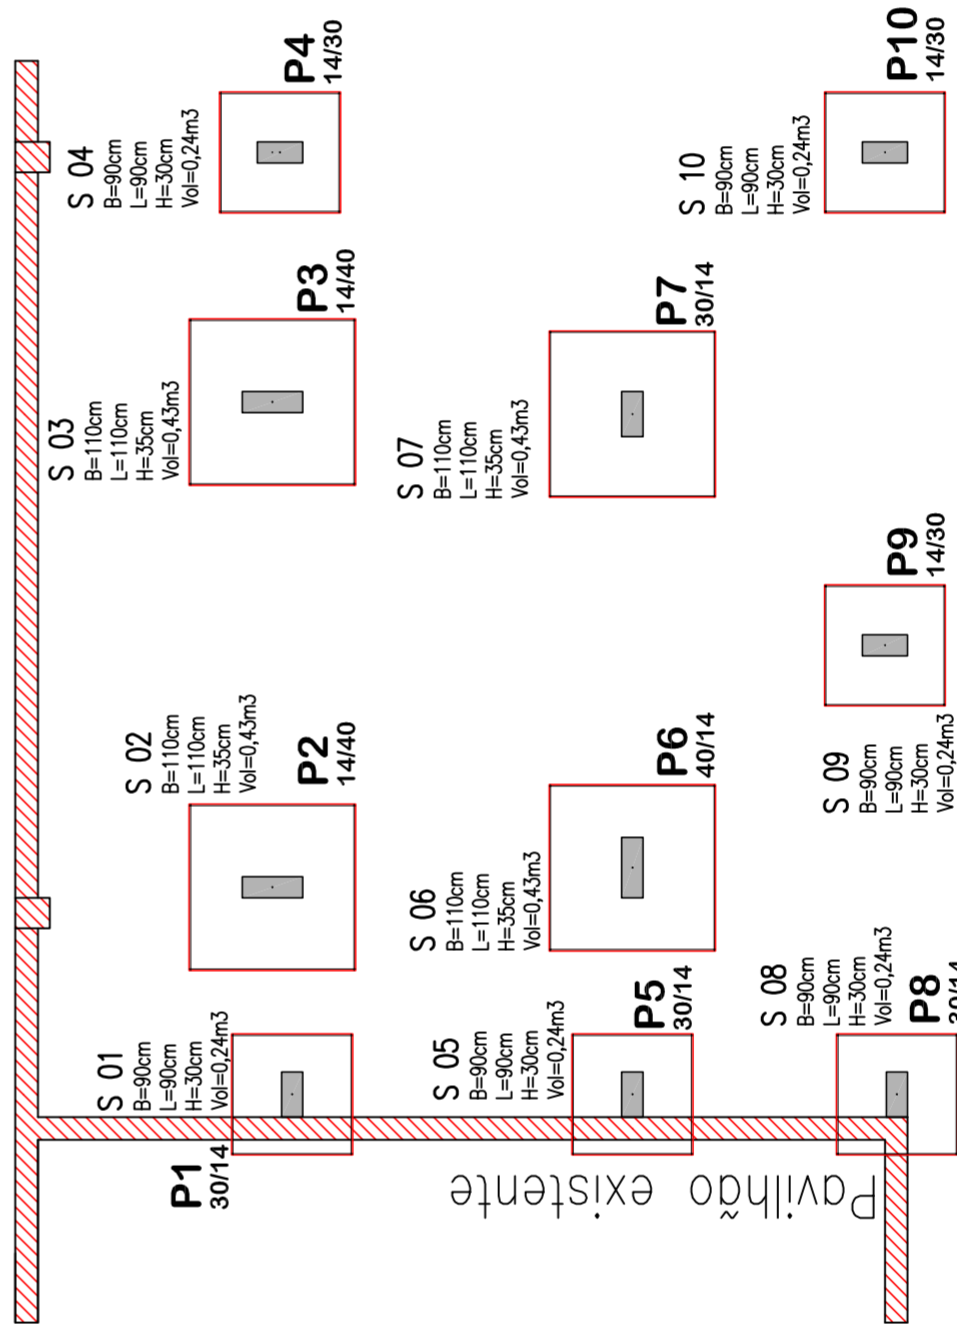 S 01
B=90cm
L=90cm
H=30cm
Vol=0,24m3
P1
30/14
S 02
B=110cm
L=110cm
H=35cm
Vol=0,43m3
P2
14/40
S 03
B=110cm
L=110cm
H=35cm
Vol=0,43m3
P3
14/40
S 04
B=90cm
L=90cm
H=30cm
Vol=0,24m3
P4
14/30
S 05
B=90cm
L=90cm
H=30cm
Vol=0,24m3
P5
30/14
S 06
B=110cm
L=110cm
H=35cm
Vol=0,43m3
P6
40/14
S 07
B=110cm
L=110cm
H=35cm
Vol=0,43m3
P7
30/14
S 08
B=90cm
L=90cm
H=30cm
Vol=0,24m3
P8
30/14
S 09
B=90cm
L=90cm
H=30cm
Vol=0,24m3
P9
14/30
S 10
B=90cm
L=90cm
H=30cm
Vol=0,24m3
P10
14/30
Pavilhão existente